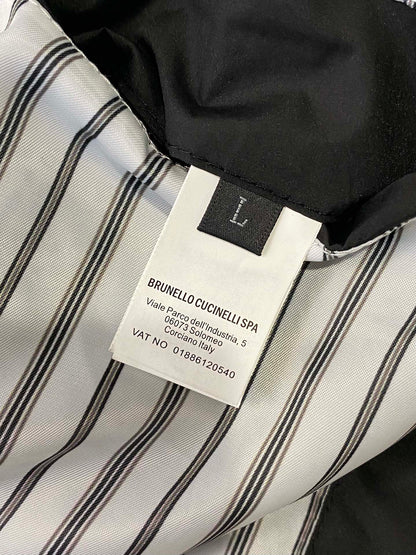 L
BRUNELLO CUCINELLI SPA
Viale Parco dell'Industria, 5
06073 Solomeo
Corciano Italy
VAT NO 01886120540